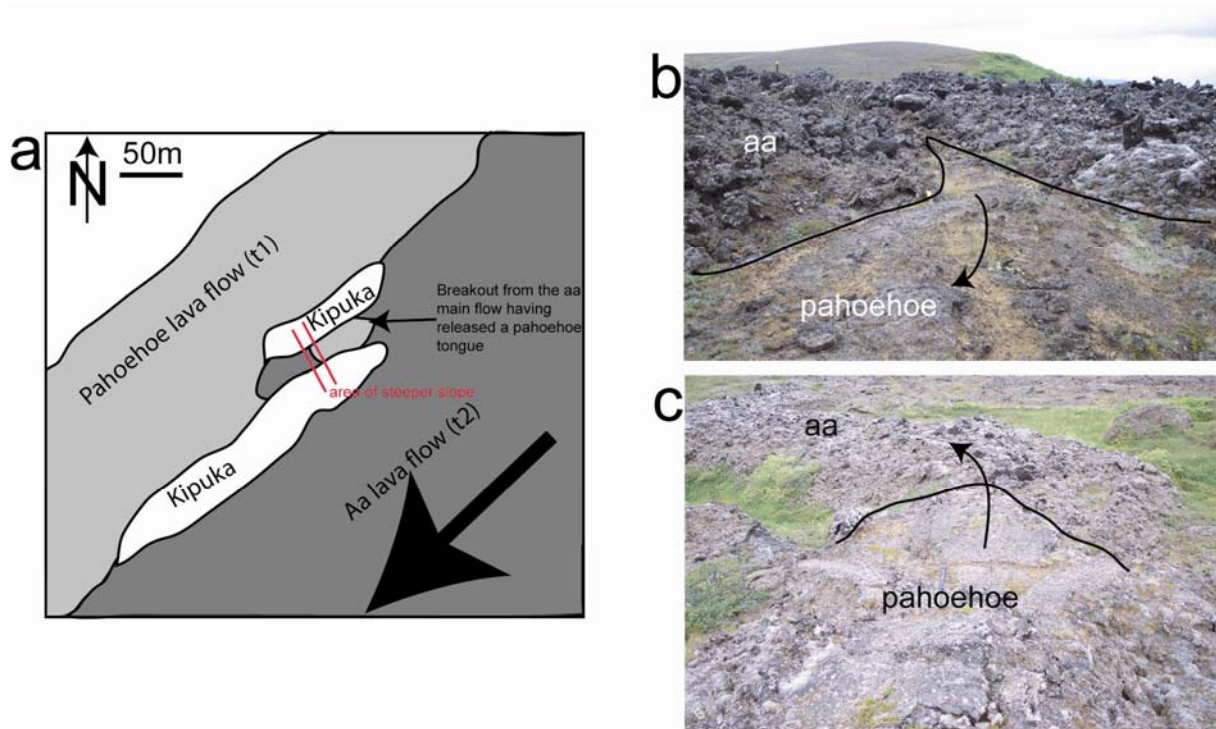 a
N
50m
Pahoehoe lava flow (t1)
Kipuka
Breakout from the aa
main flow having
released a pahoehoe
tongue
area of steeper slope
Kipuka
Aa lava flow (t2)
b
aa
pahoehoe
c
aa
pahoehoe